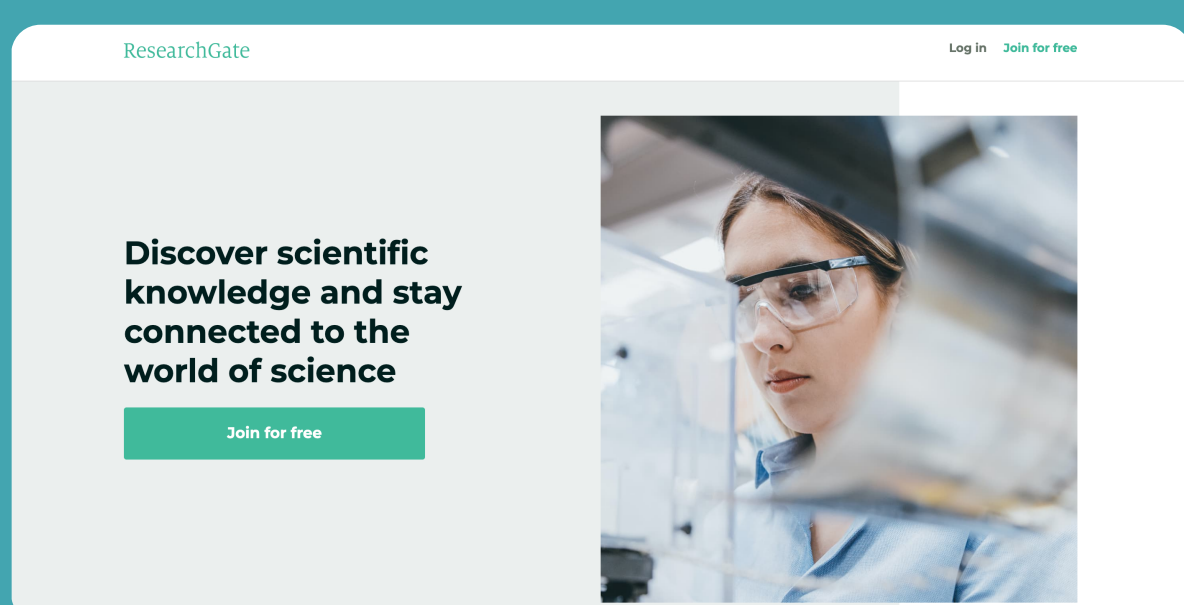 ResearchGate
Log in
Join for free
Discover scientific
knowledge and stay
connected to the
world of science
Join for free